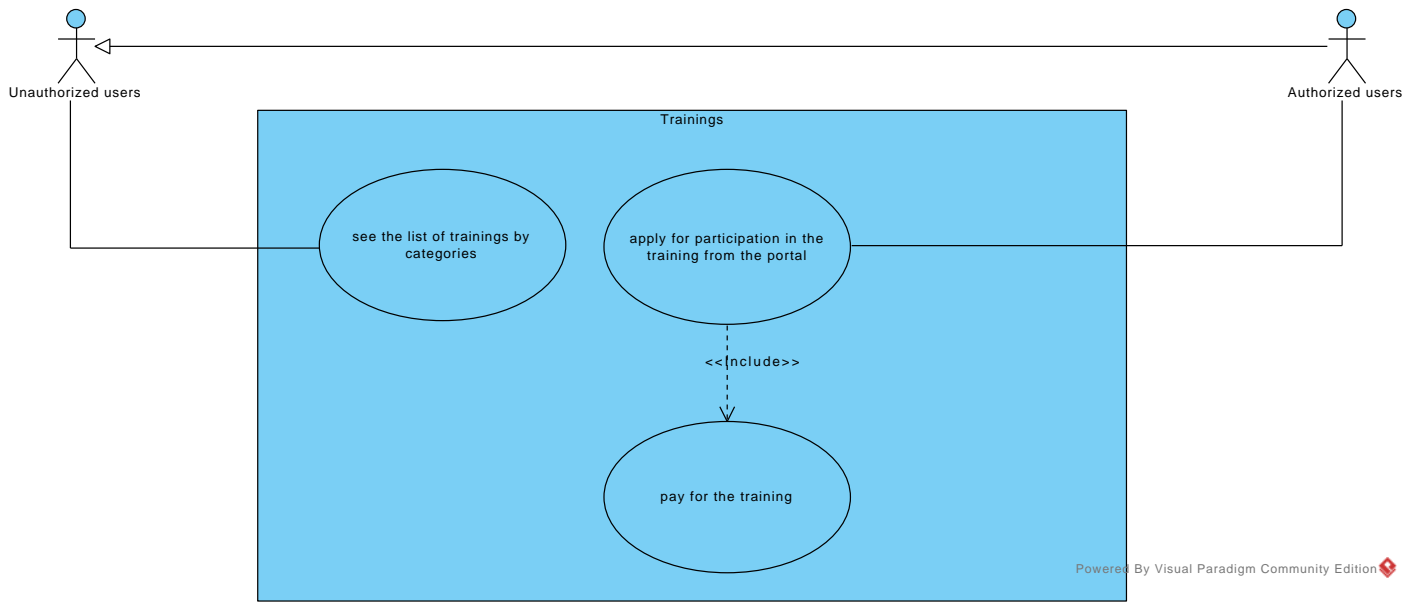 Unauthorized users
Authorized users
Trainings
see the list of trainings by
categories
apply for participation in the
training from the portal
<<Include>>
pay for the training
Powered By Visual Paradigm Community Edition